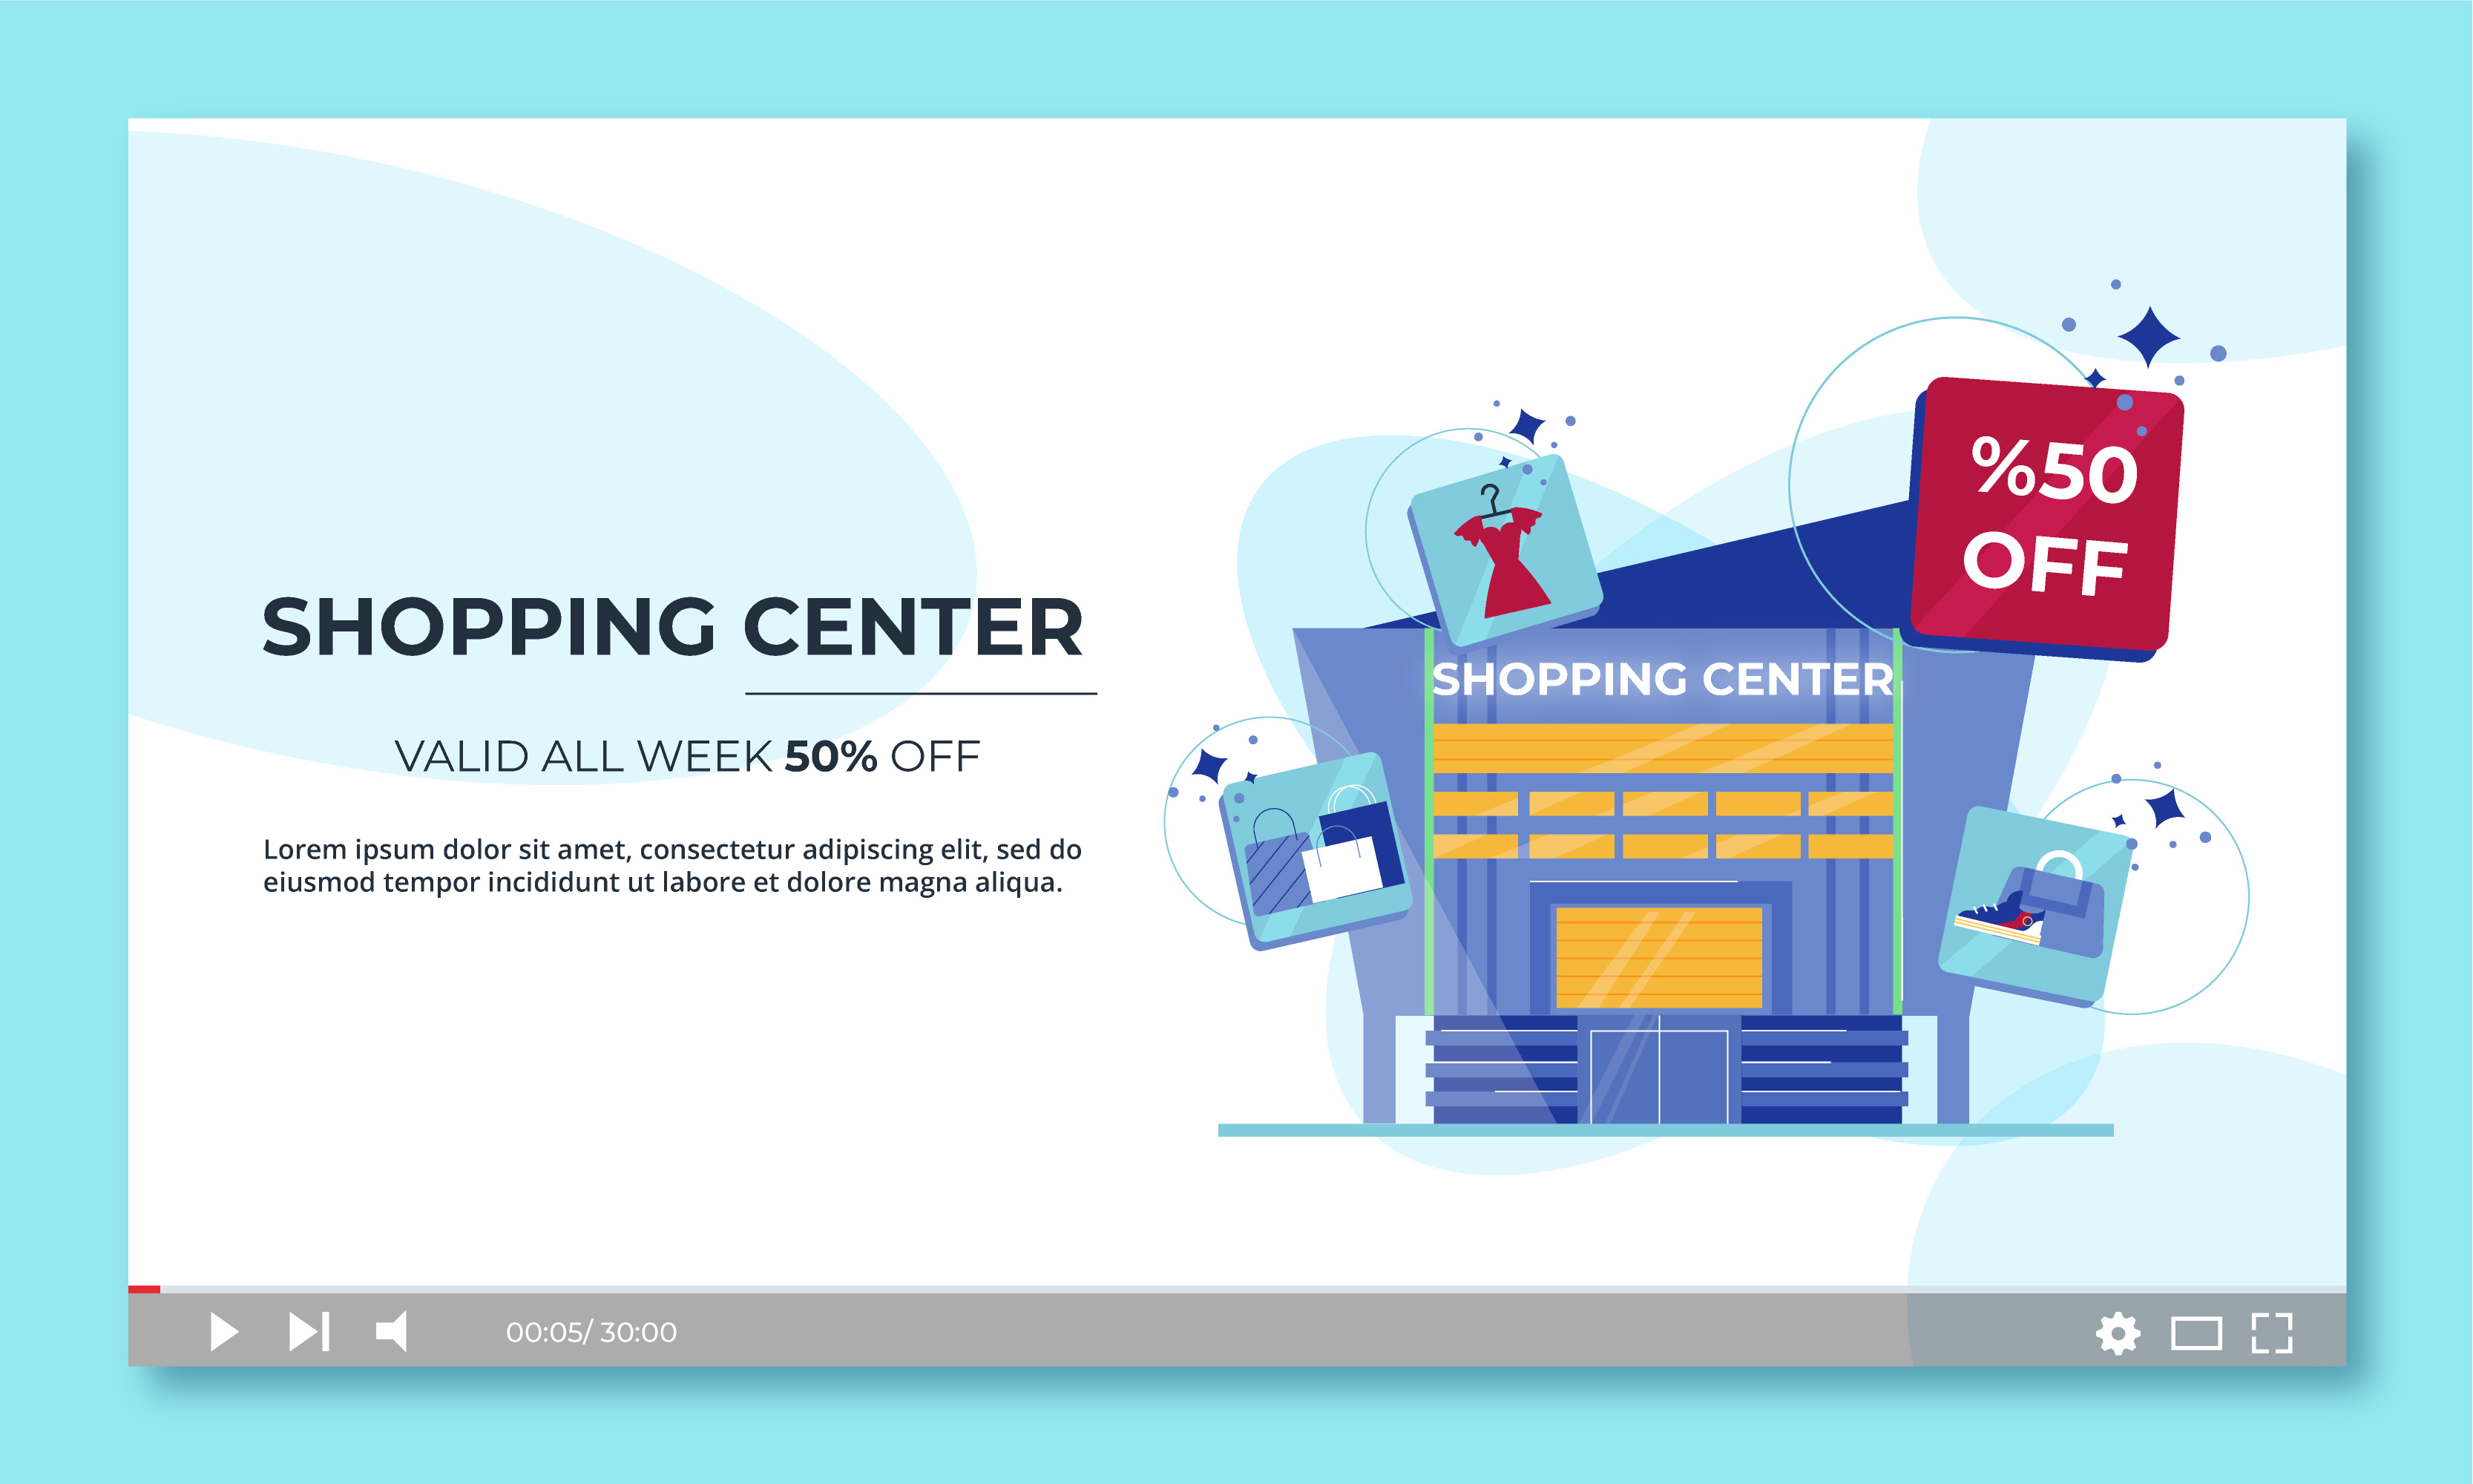 SHOPPING CENTER
VALID ALL WEEK 50% OFF
Lorem ipsum dolor sit amet, consectetur adipiscing elit, sed do
eiusmod tempor incididunt ut labore et dolore magna aliqua.
%50
OFF
SHOPPING CENTER
00:05/ 30:00